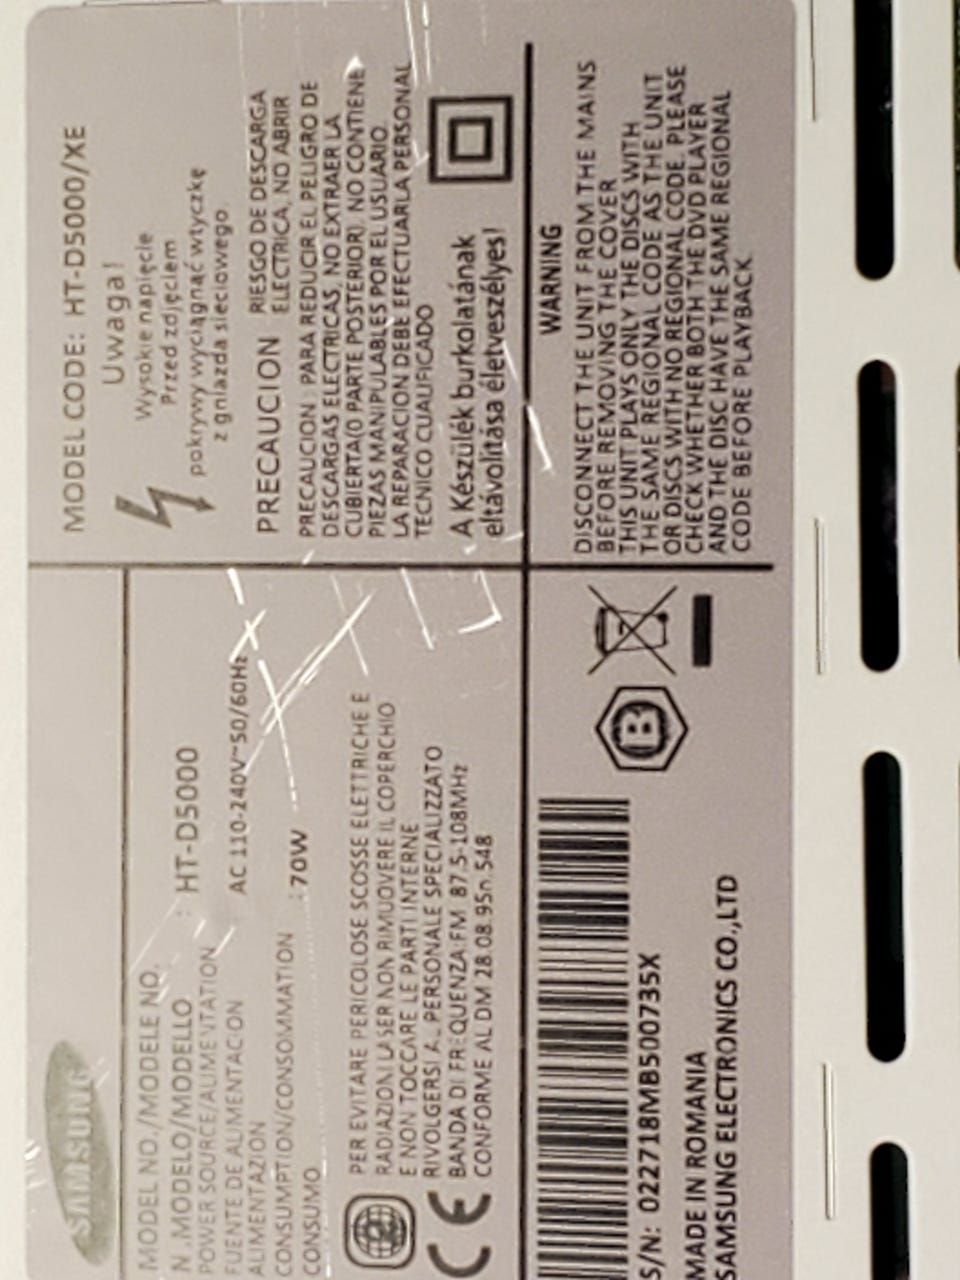 SAMSUNG
MODEL NO./MODELE NO.
N .MODELO/MODELLO : HT-D5000
POWER SOURCE/ALIMENTATION
FUENTE DE ALIMENTACION AC 110-240V~50/60Hz
ALIMENTAZION
CONSUMPTION/CONSOMMATION
CONSUMO : 70W
PER EVITARE PERICOLOSE SCOSSE ELETTRICHE E
RADIAZIONI LASER NON RIMUOVERE IL COPERCHIO
E NON TOCCARE LE PARTI INTERNE
RIVOLGERSI AL PERSONALE SPECIALIZZATO
BANDA DI FREQUENZA:FM 87.5-108MHz
CONFORME AL DM 28.08.95n.548
CE
MODEL CODE: HT-D5000/XE
Uwaga!
Wysokie napięcie
Przed zdjęciem
pokrywy wyciągnąć wtyczkę
z gniazda sieciowego.
PRECAUCION RIESGO DE DESCARGA
ELECTRICA, NO ABRIR
PRECAUCION : PARA REDUCIR EL PELIGRO DE
DESCARGAS ELECTRICAS, NO EXTRAER LA
CUBIERTA(O PARTE POSTERIOR). NO CONTIENE
PIEZAS MANIPULABLES POR EL USUARIO.
LA REPARACION DEBE EFECTUARLA PERSONAL
TECNICO CUALIFICADO
A Készülék burkolatának
eltávolítása életveszélyes!
B
S/N: 022718MB500735X
MADE IN ROMANIA
SAMSUNG ELECTRONICS CO.,LTD
WARNING
DISCONNECT THE UNIT FROM THE MAINS
BEFORE REMOVING THE COVER
THIS UNIT PLAYS ONLY THE DISCS WITH
THE SAME REGIONAL CODE AS THE UNIT
OR DISCS WITH NO REGIONAL CODE. PLEASE
CHECK WHETHER BOTH THE DVD PLAYER
AND THE DISC HAVE THE SAME REGIONAL
CODE BEFORE PLAYBACK